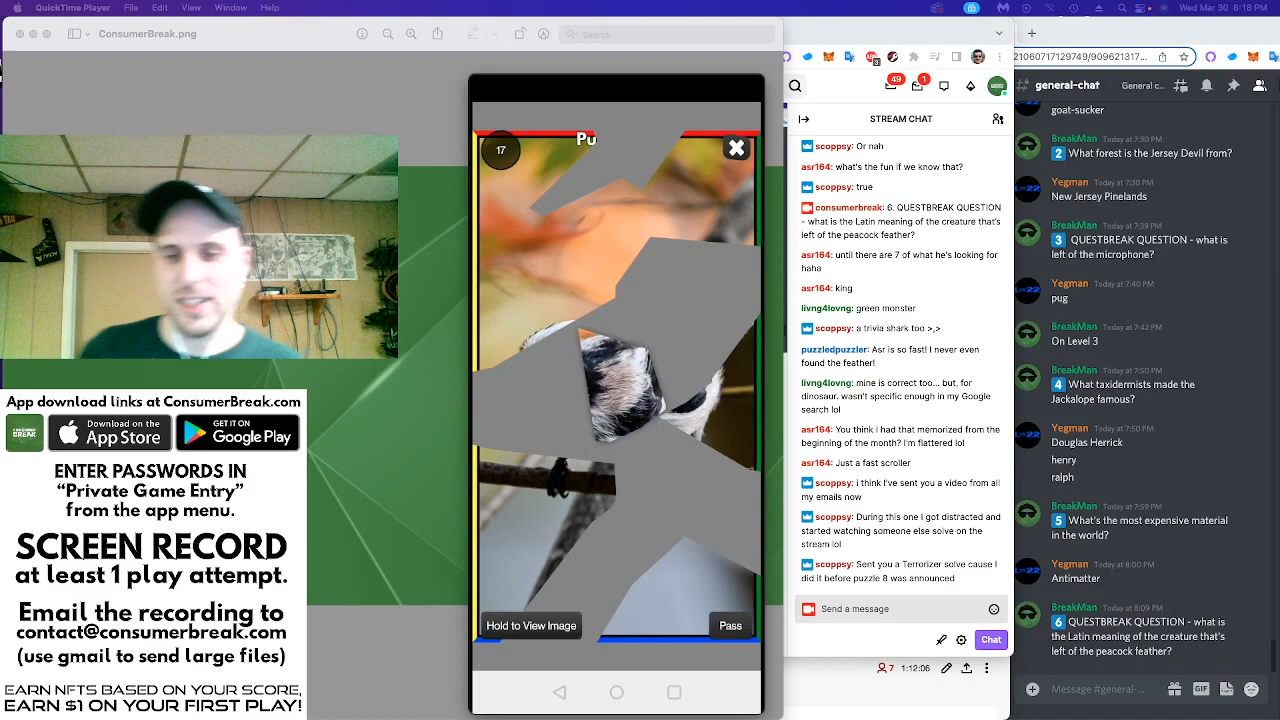 QuickTime Player File Edit View Window Help
Wed Mar 30 8:18 PM
ConsumerBreak.png
Search
17
Pu
Hold to View Image
Pass
App download links at ConsumerBreak.com
CONSUMER BREAK
Download on the App Store
GET IT ON Google Play
ENTER PASSWORDS IN
“Private Game Entry”
from the app menu.
SCREEN RECORD
at least 1 play attempt.
Email the recording to
contact@consumerbreak.com
(use gmail to send large files)
EARN NFTS BASED ON YOUR SCORE,
EARN $1 ON YOUR FIRST PLAY!
49
1
STREAM CHAT
scoppsy: Or nah
asr164: what's the fun if we know that?
scoppsy: true
consumerbreak: 6. QUESTBREAK QUESTION
- what is the Latin meaning of the creature that's
left of the peacock feather?
asr164: until there are 7 of what he's looking for
haha
asr164: king
livng4lovng: green monster
scoppsy: a trivia shark too >,>
puzzledpuzzler: Asr is so fast! I never even
found the feather!
livng4lovng: mine is correct too... but, for
dinosaur. wasn't specific enough in my Google
search lol
asr164: You think I had that memorized from the
beginning of the month? I'm flattered lol
asr164: Just a fast scroller
scoppsy: i think I've sent you a video from all
my emails now
scoppsy: During this one I got distracted and
started watching someone else solve on the
stream lol
scoppsy: Sent you a Terrorizer solve cause I
did it before puzzle 8 was announced
Send a message
Chat
7 1:12:06
21060717129749/909621317...
general-chat General c...
goat-sucker
BreakMan Today at 7:30 PM
2 What forest is the Jersey Devil from?
Yegman Today at 7:30 PM
New Jersey Pinelands
BreakMan Today at 7:39 PM
3 QUESTBREAK QUESTION - what is
left of the microphone?
Yegman Today at 7:40 PM
pug
BreakMan Today at 7:42 PM
On Level 3
BreakMan Today at 7:50 PM
4 What taxidermists made the
Jackalope famous?
Yegman Today at 7:50 PM
Douglas Herrick
henry
ralph
BreakMan Today at 7:59 PM
5 What's the most expensive material
in the world?
Yegman Today at 8:00 PM
Antimatter
BreakMan Today at 8:09 PM
6 QUESTBREAK QUESTION - what is
the Latin meaning of the creature that's
left of the peacock feather?
Message #general-...
GIF